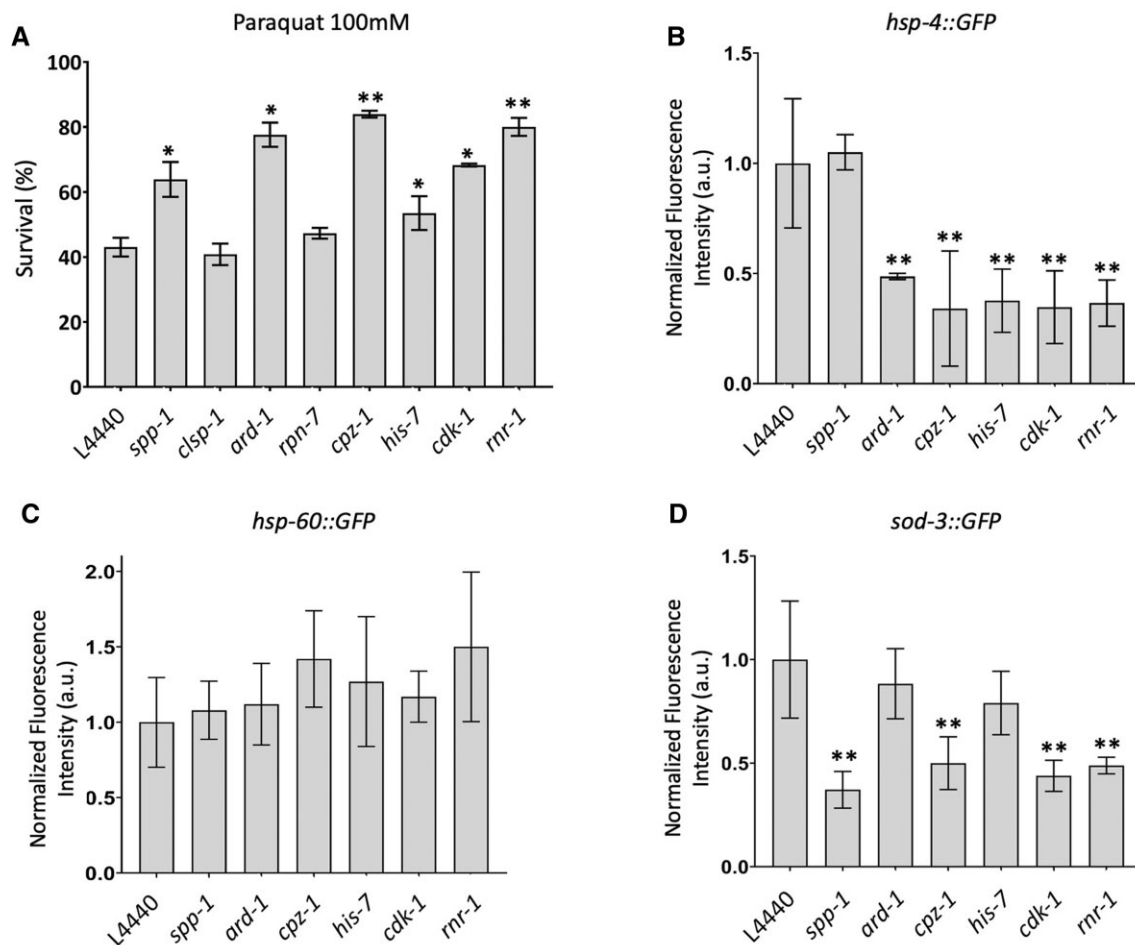 A
Paraquat 100mM
Survival (%)
100
80
60
40
20
0
*
*
**
*
*
**
L4440
spp-1
clsp-1
ard-1
rpn-7
cpz-1
his-7
cdk-1
rnr-1
B
hsp-4::GFP
Normalized Fluorescence
Intensity (a.u.)
1.5
1.0
0.5
0.0
**
**
**
**
**
L4440
spp-1
ard-1
cpz-1
his-7
cdk-1
rnr-1
C
hsp-60::GFP
Normalized Fluorescence
Intensity (a.u.)
2.0
1.5
1.0
0.5
0.0
L4440
spp-1
ard-1
cpz-1
his-7
cdk-1
rnr-1
D
sod-3::GFP
Normalized Fluorescence
Intensity (a.u.)
1.5
1.0
0.5
0.0
**
**
**
**
L4440
spp-1
ard-1
cpz-1
his-7
cdk-1
rnr-1